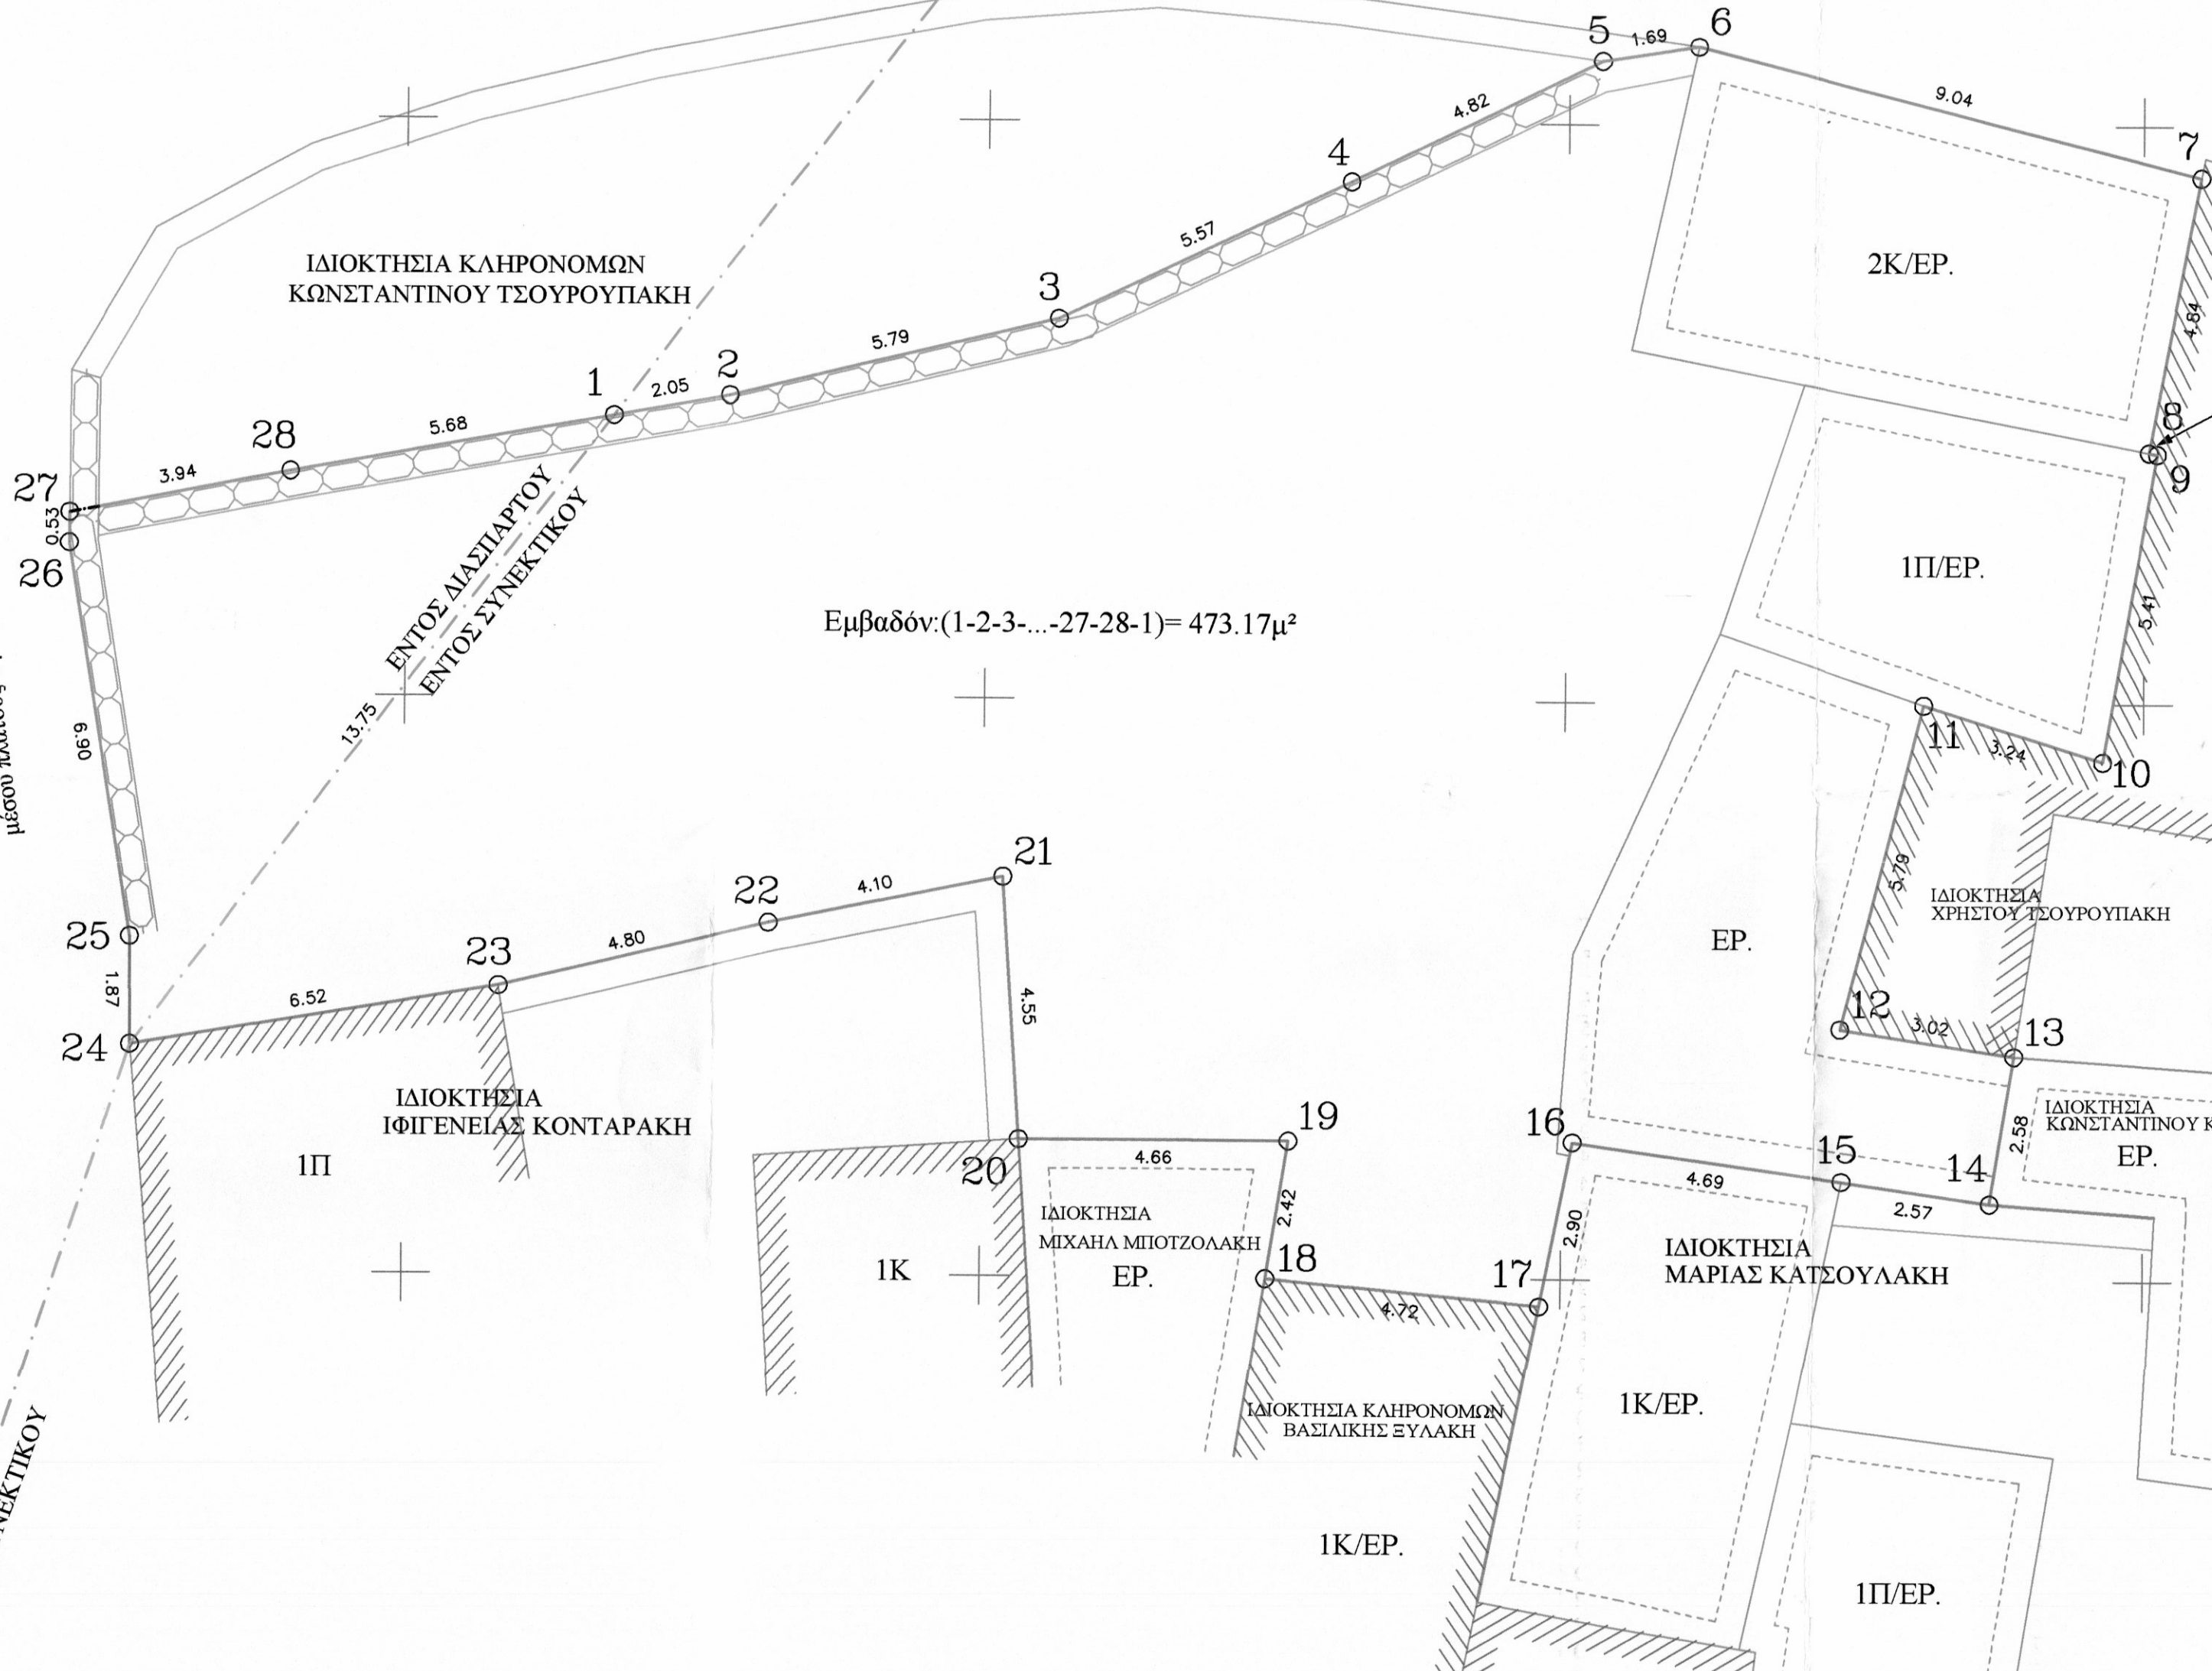 5
1.69
6
9.04
7
4.82
4
5.57
3
5.79
2
2.05
1
5.68
28
3.94
27
0.53
26
ΙΔΙΟΚΤΗΣΙΑ ΚΛΗΡΟΝΟΜΩΝ
ΚΩΝΣΤΑΝΤΙΝΟΥ ΤΣΟΥΡΟΥΠΑΚΗ
2Κ/ΕΡ.
4.84
8
9
1Π/ΕΡ.
5.41
ΕΝΤΟΣ ΔΙΑΣΠΑΡΤΟΥ
ΕΝΤΟΣ ΣΥΝΕΚΤΙΚΟΥ
13.75
Εμβαδόν:(1-2-3-...-27-28-1)= 473.17μ²
μέσου
6.90
11
3.24
10
5.79
ΙΔΙΟΚΤΗΣΙΑ
ΧΡΗΣΤΟΥ ΤΣΟΥΡΟΥΠΑΚΗ
ΕΡ.
12
3.02
13
21
4.10
22
4.80
23
6.52
25
1.87
24
4.55
ΙΔΙΟΚΤΗΣΙΑ
ΙΦΙΓΕΝΕΙΑΣ ΚΟΝΤΑΡΑΚΗ
1Π
20
4.66
19
2.42
18
ΙΔΙΟΚΤΗΣΙΑ
ΜΙΧΑΗΛ ΜΠΟΤΖΟΛΑΚΗ
ΕΡ.
1Κ
4.72
17
2.90
16
4.69
15
2.57
14
2.58
ΙΔΙΟΚΤΗΣΙΑ
ΚΩΝΣΤΑΝΤΙΝΟΥ Κ
ΕΡ.
ΙΔΙΟΚΤΗΣΙΑ
ΜΑΡΙΑΣ ΚΑΤΣΟΥΛΑΚΗ
1Κ/ΕΡ.
ΙΔΙΟΚΤΗΣΙΑ ΚΛΗΡΟΝΟΜΩΝ
ΒΑΣΙΛΙΚΗΣ ΞΥΛΑΚΗ
1Κ/ΕΡ.
1Π/ΕΡ.
ΝΕΚΤΙΚΟΥ